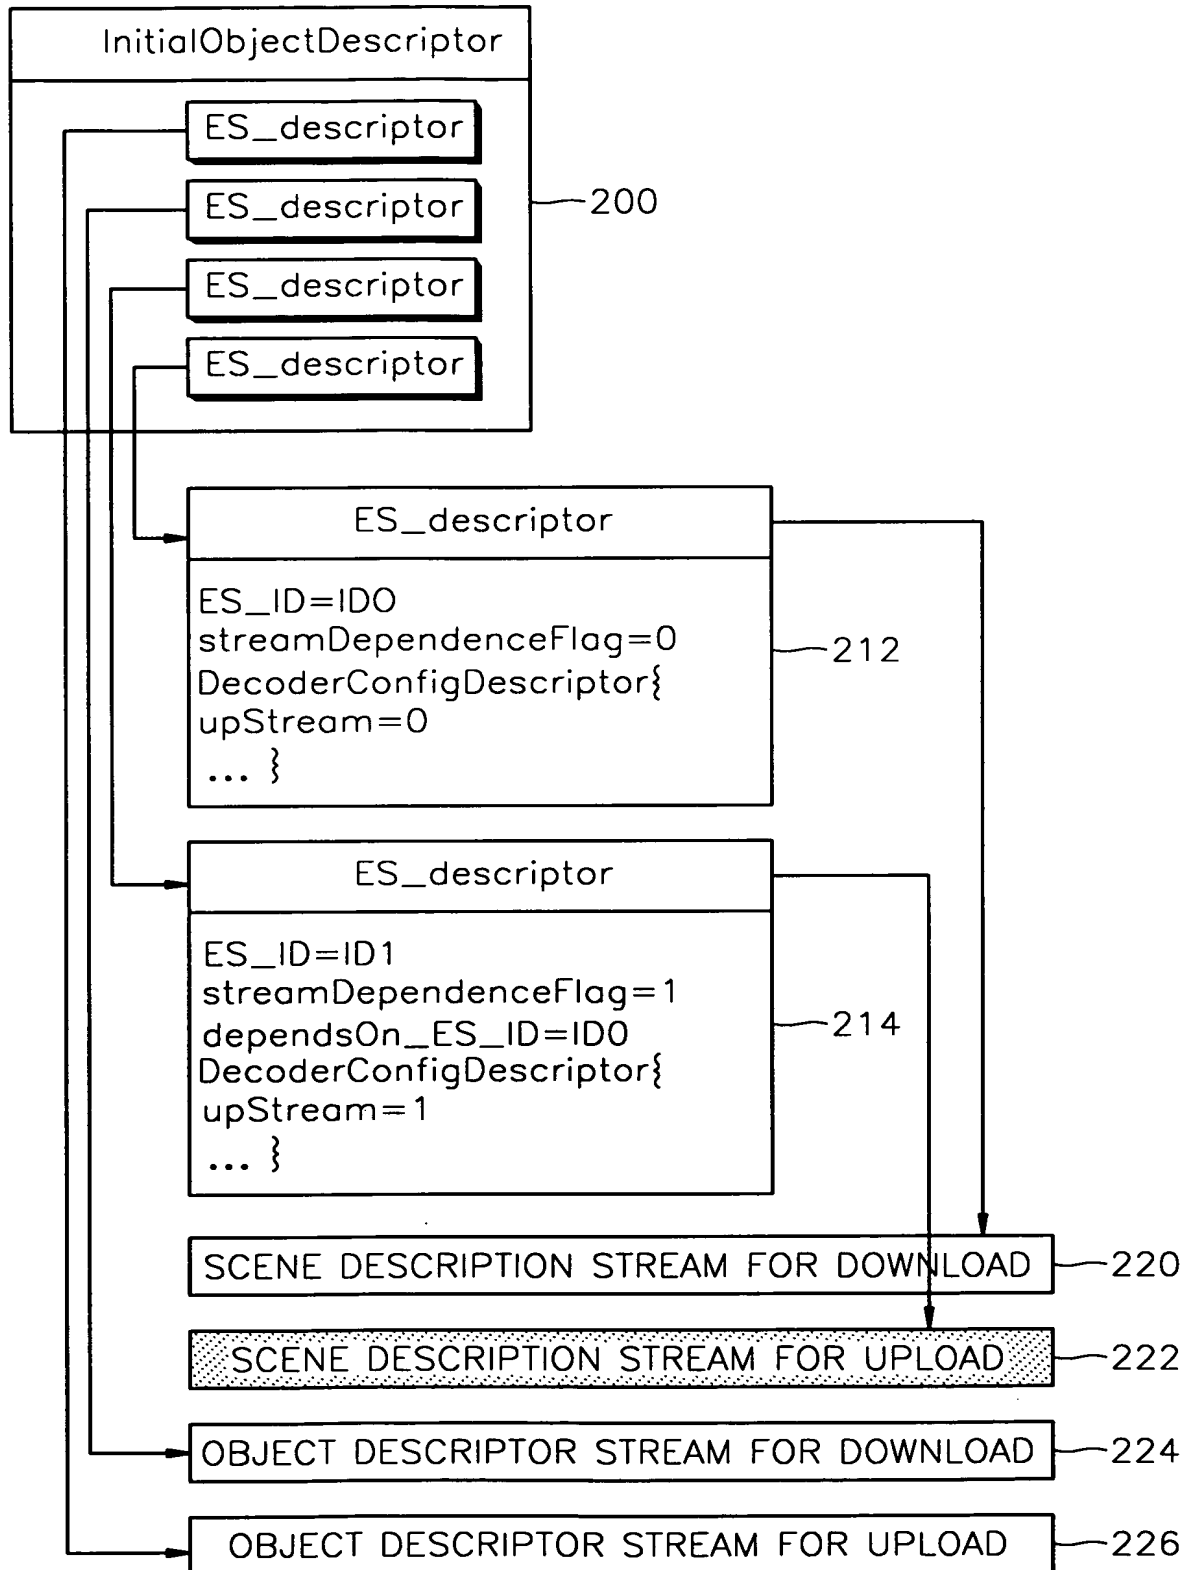 InitialObjectDescriptor
ES_descriptor
ES_descriptor
200
ES_descriptor
ES_descriptor
ES_descriptor
ES_ID=ID0
streamDependenceFlag=0
212
DecoderConfigDescriptor{
upStream=0
... }
ES_descriptor
ES_ID=ID1
streamDependenceFlag=1
dependsOn_ES_ID=ID0
214
DecoderConfigDescriptor{
upStream=1
... }
SCENE DESCRIPTION STREAM FOR DOWNLOAD
220
SCENE DESCRIPTION STREAM FOR UPLOAD
222
OBJECT DESCRIPTOR STREAM FOR DOWNLOAD
224
OBJECT DESCRIPTOR STREAM FOR UPLOAD
226